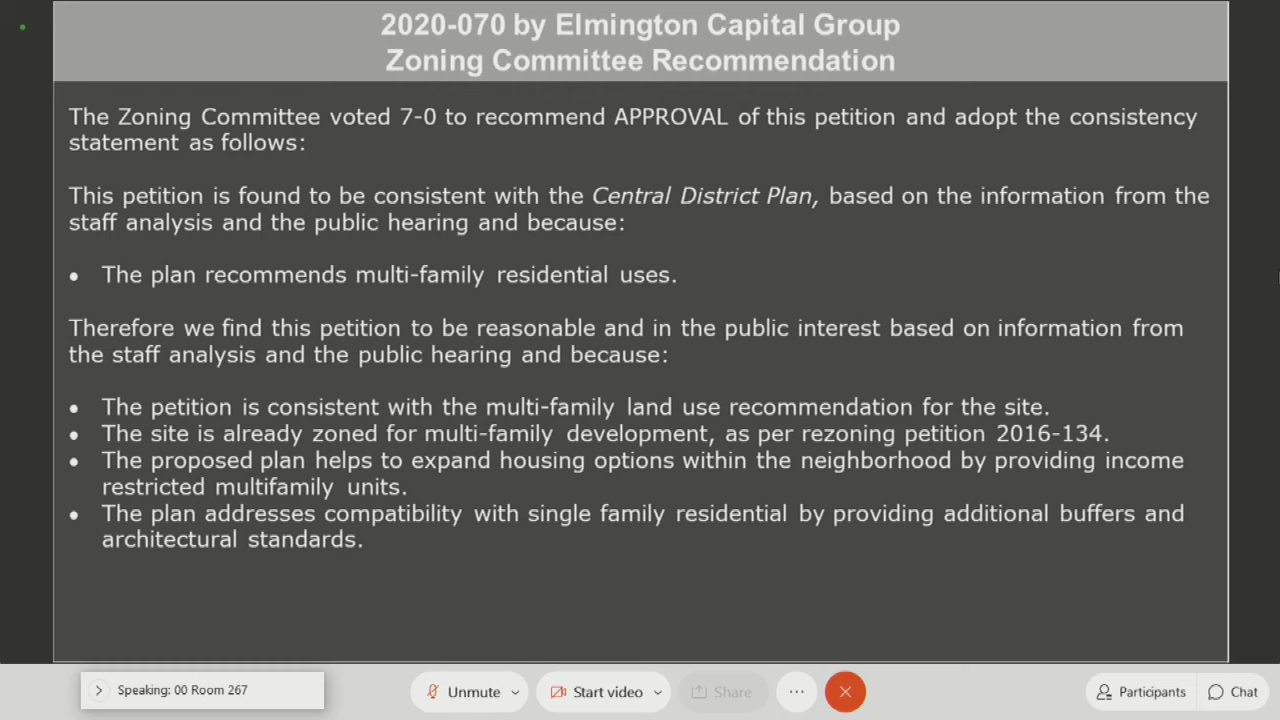 2020-070 by Elmington Capital Group
Zoning Committee Recommendation
The Zoning Committee voted 7-0 to recommend APPROVAL of this petition and adopt the consistency
statement as follows:
This petition is found to be consistent with the Central District Plan, based on the information from the
staff analysis and the public hearing and because:
• The plan recommends multi-family residential uses.
Therefore we find this petition to be reasonable and in the public interest based on information from
the staff analysis and the public hearing and because:
• The petition is consistent with the multi-family land use recommendation for the site.
• The site is already zoned for multi-family development, as per rezoning petition 2016-134.
• The proposed plan helps to expand housing options within the neighborhood by providing income
restricted multifamily units.
• The plan addresses compatibility with single family residential by providing additional buffers and
architectural standards.
Speaking: 00 Room 267
Unmute
Start video
Share
Participants
Chat